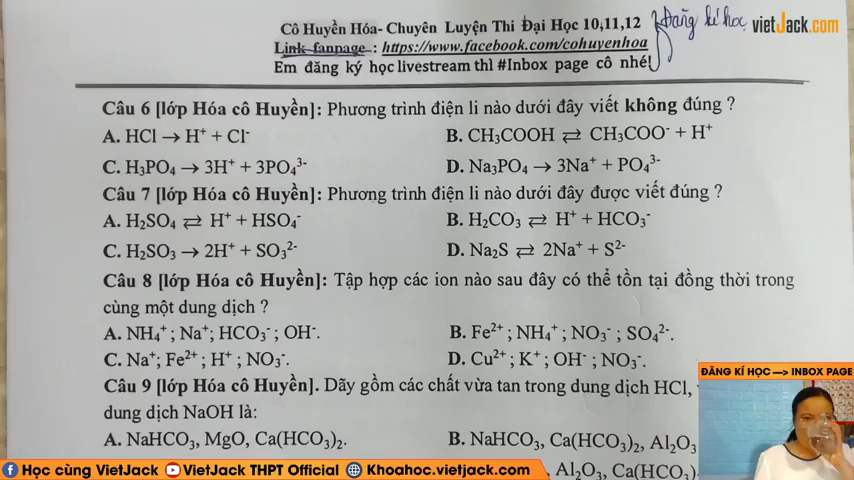 Cô Huyền Hóa- Chuyên Luyện Thi Đại Học 10,11,12
Đăng kí học
vietJack.com
Link fanpage : https://www.facebook.com/cohuyenhoa
Em đăng ký học livestream thì #Inbox page cô nhé!
Câu 6 [lớp Hóa cô Huyền]: Phương trình điện li nào dưới đây viết không đúng ?
A. HCl → H⁺ + Cl⁻
B. CH₃COOH ⇄ CH₃COO⁻ + H⁺
C. H₃PO₄ → 3H⁺ + 3PO₄³⁻
D. Na₃PO₄ → 3Na⁺ + PO₄³⁻
Câu 7 [lớp Hóa cô Huyền]: Phương trình điện li nào dưới đây được viết đúng ?
A. H₂SO₄ ⇄ H⁺ + HSO₄⁻
B. H₂CO₃ ⇄ H⁺ + HCO₃⁻
C. H₂SO₃ → 2H⁺ + SO₃²⁻
D. Na₂S ⇄ 2Na⁺ + S²⁻
Câu 8 [lớp Hóa cô Huyền]: Tập hợp các ion nào sau đây có thể tồn tại đồng thời trong
cùng một dung dịch ?
A. NH₄⁺ ; Na⁺; HCO₃⁻; OH⁻.
B. Fe²⁺ ; NH₄⁺ ; NO₃⁻ ; SO₄²⁻.
C. Na⁺; Fe²⁺ ; H⁺ ; NO₃⁻.
D. Cu²⁺ ; K⁺ ; OH⁻ ; NO₃⁻.
ĐĂNG KÍ HỌC —> INBOX PAGE
Câu 9 [lớp Hóa cô Huyền]. Dãy gồm các chất vừa tan trong dung dịch HCl,
dung dịch NaOH là:
A. NaHCO₃, MgO, Ca(HCO₃)₂.
B. NaHCO₃, Ca(HCO₃)₂, Al₂O₃
Al₂O₃, Ca(HCO₃)
Học cùng VietJack
VietJack THPT Official
Khoahoc.vietjack.com